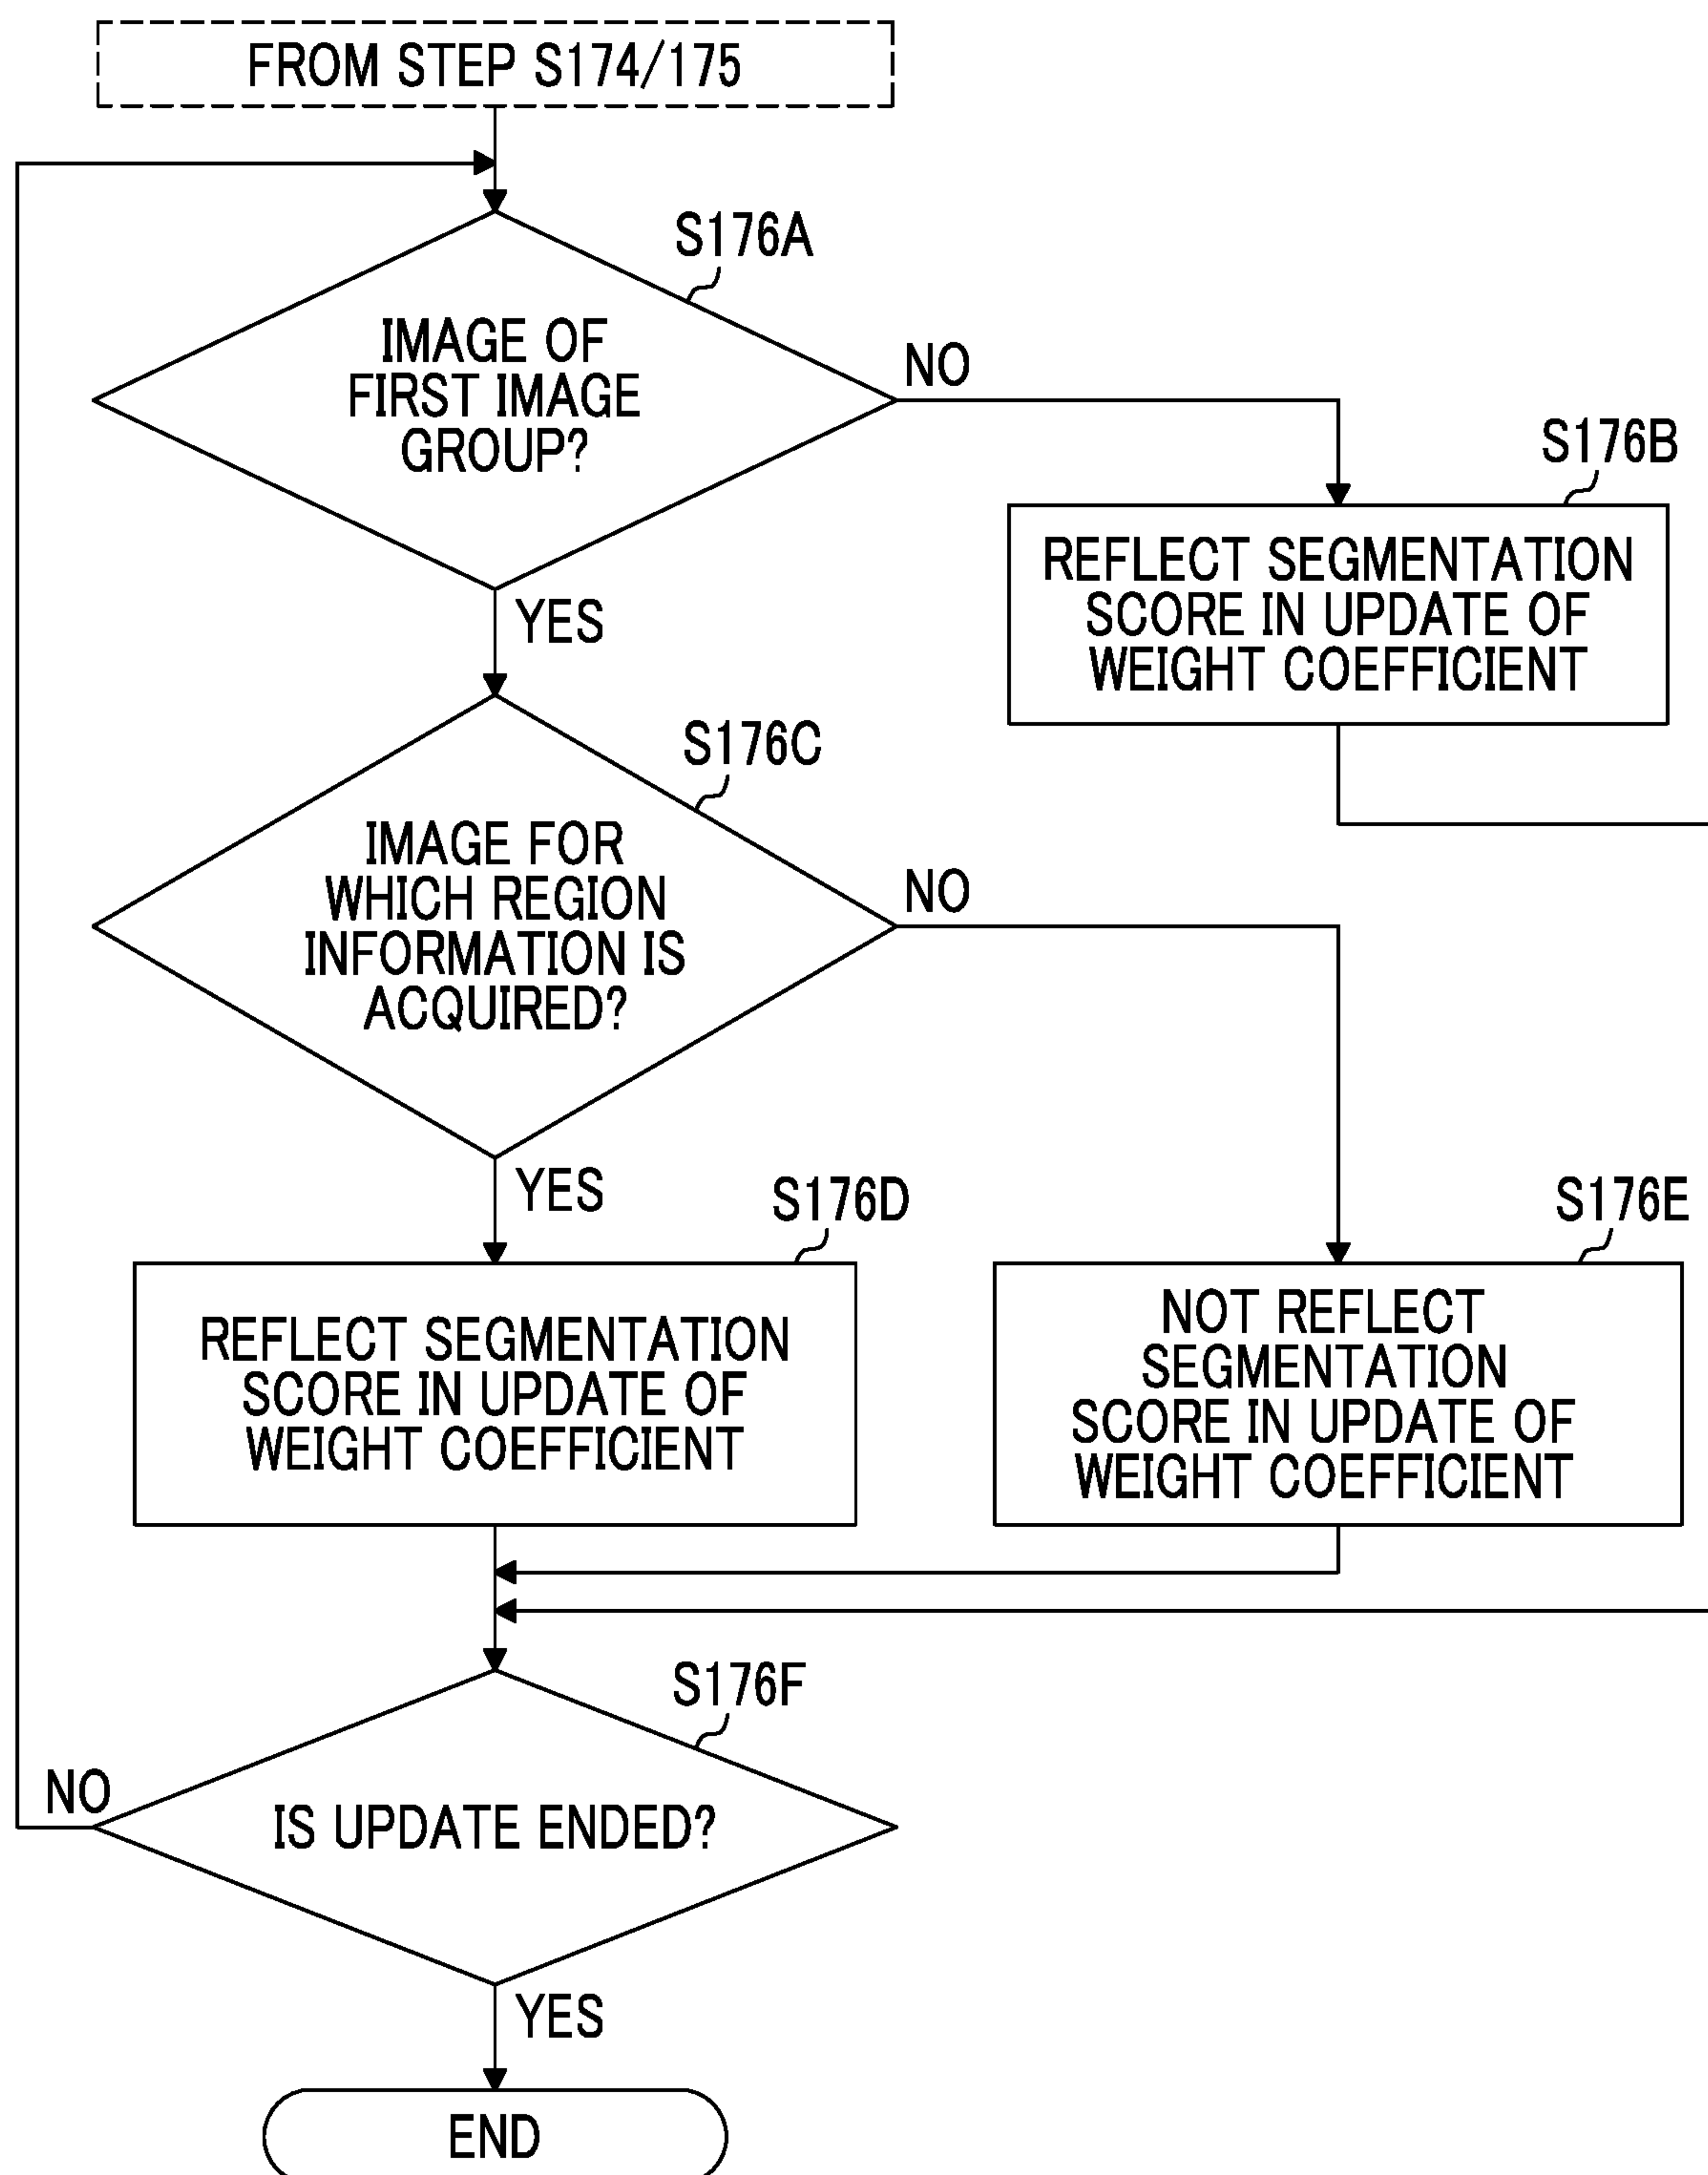 FROM STEP S174/175
S176A
IMAGE OF
FIRST IMAGE
GROUP?
NO
YES
S176B
REFLECT SEGMENTATION
SCORE IN UPDATE OF
WEIGHT COEFFICIENT
S176C
IMAGE FOR
WHICH REGION
INFORMATION IS
ACQUIRED?
NO
YES
S176D
REFLECT SEGMENTATION
SCORE IN UPDATE OF
WEIGHT COEFFICIENT
S176E
NOT REFLECT
SEGMENTATION
SCORE IN UPDATE OF
WEIGHT COEFFICIENT
S176F
NO
IS UPDATE ENDED?
YES
END